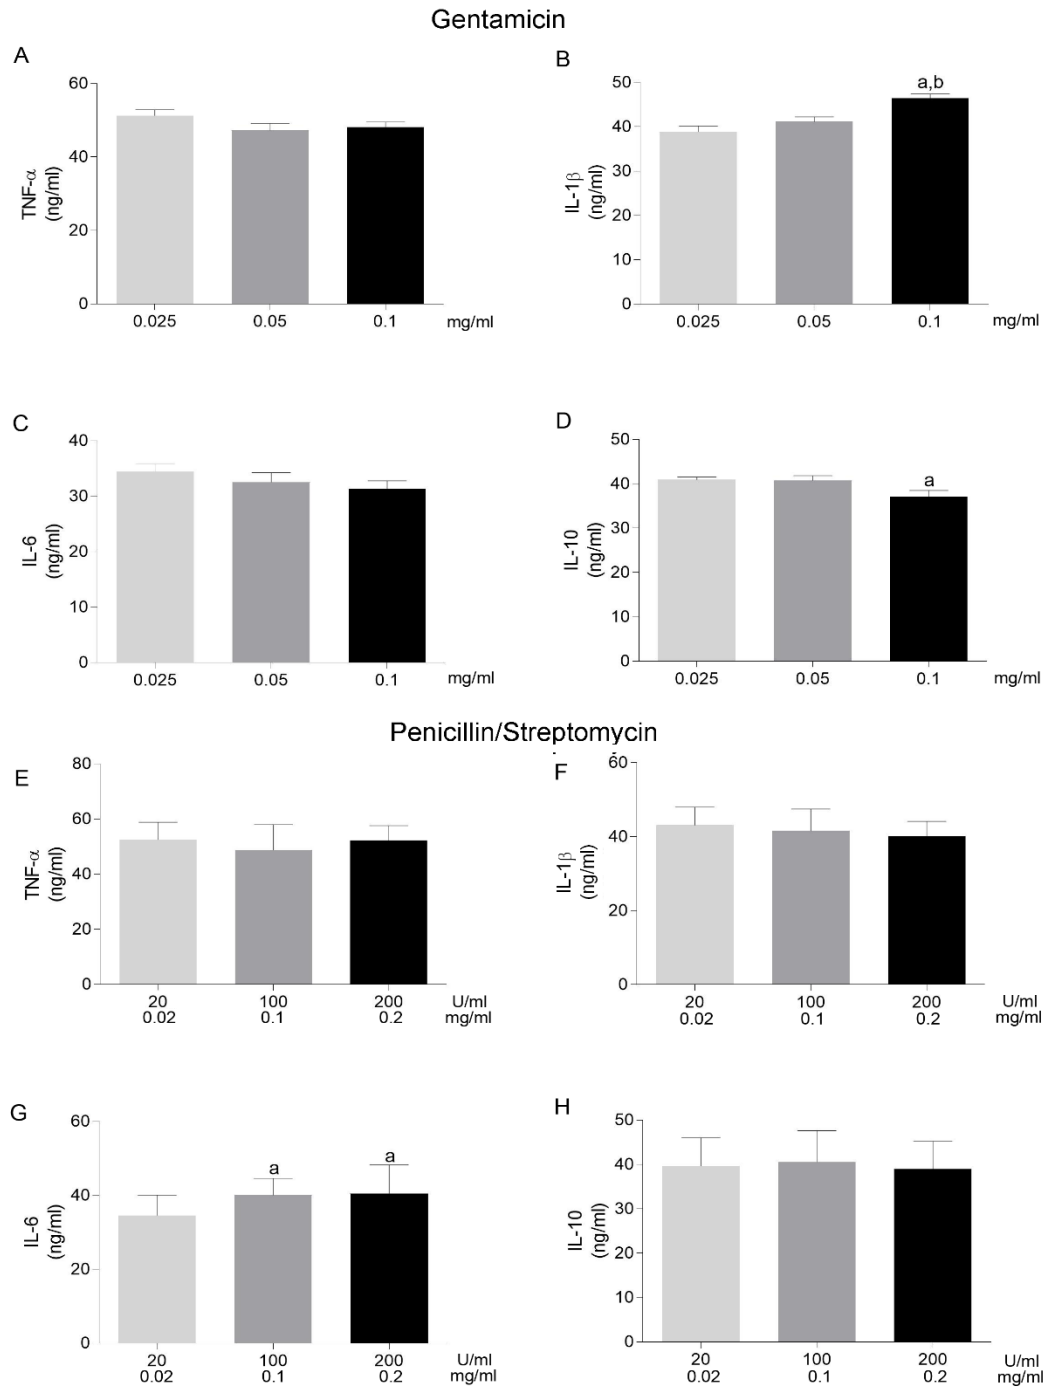 Gentamicin
A
60
40
20
0
TNF-α
(ng/ml)
0.025
0.05
0.1
mg/ml
B
50
40
30
20
10
0
IL-1β
(ng/ml)
a,b
0.025
0.05
0.1
mg/ml
C
40
30
20
10
0
IL-6
(ng/ml)
0.025
0.05
0.1
mg/ml
D
50
40
30
20
10
0
IL-10
(ng/ml)
a
0.025
0.05
0.1
mg/ml
Penicillin/Streptomycin
E
80
60
40
20
0
TNF-α
(ng/ml)
20 100 200 U/ml
0.02 0.1 0.2 mg/ml
F
60
40
20
0
IL-1β
(ng/ml)
20 100 200 U/ml
0.02 0.1 0.2 mg/ml
G
60
40
20
0
IL-6
(ng/ml)
a
a
20 100 200 U/ml
0.02 0.1 0.2 mg/ml
H
50
40
30
20
10
0
IL-10
(ng/ml)
20 100 200 U/ml
0.02 0.1 0.2 mg/ml